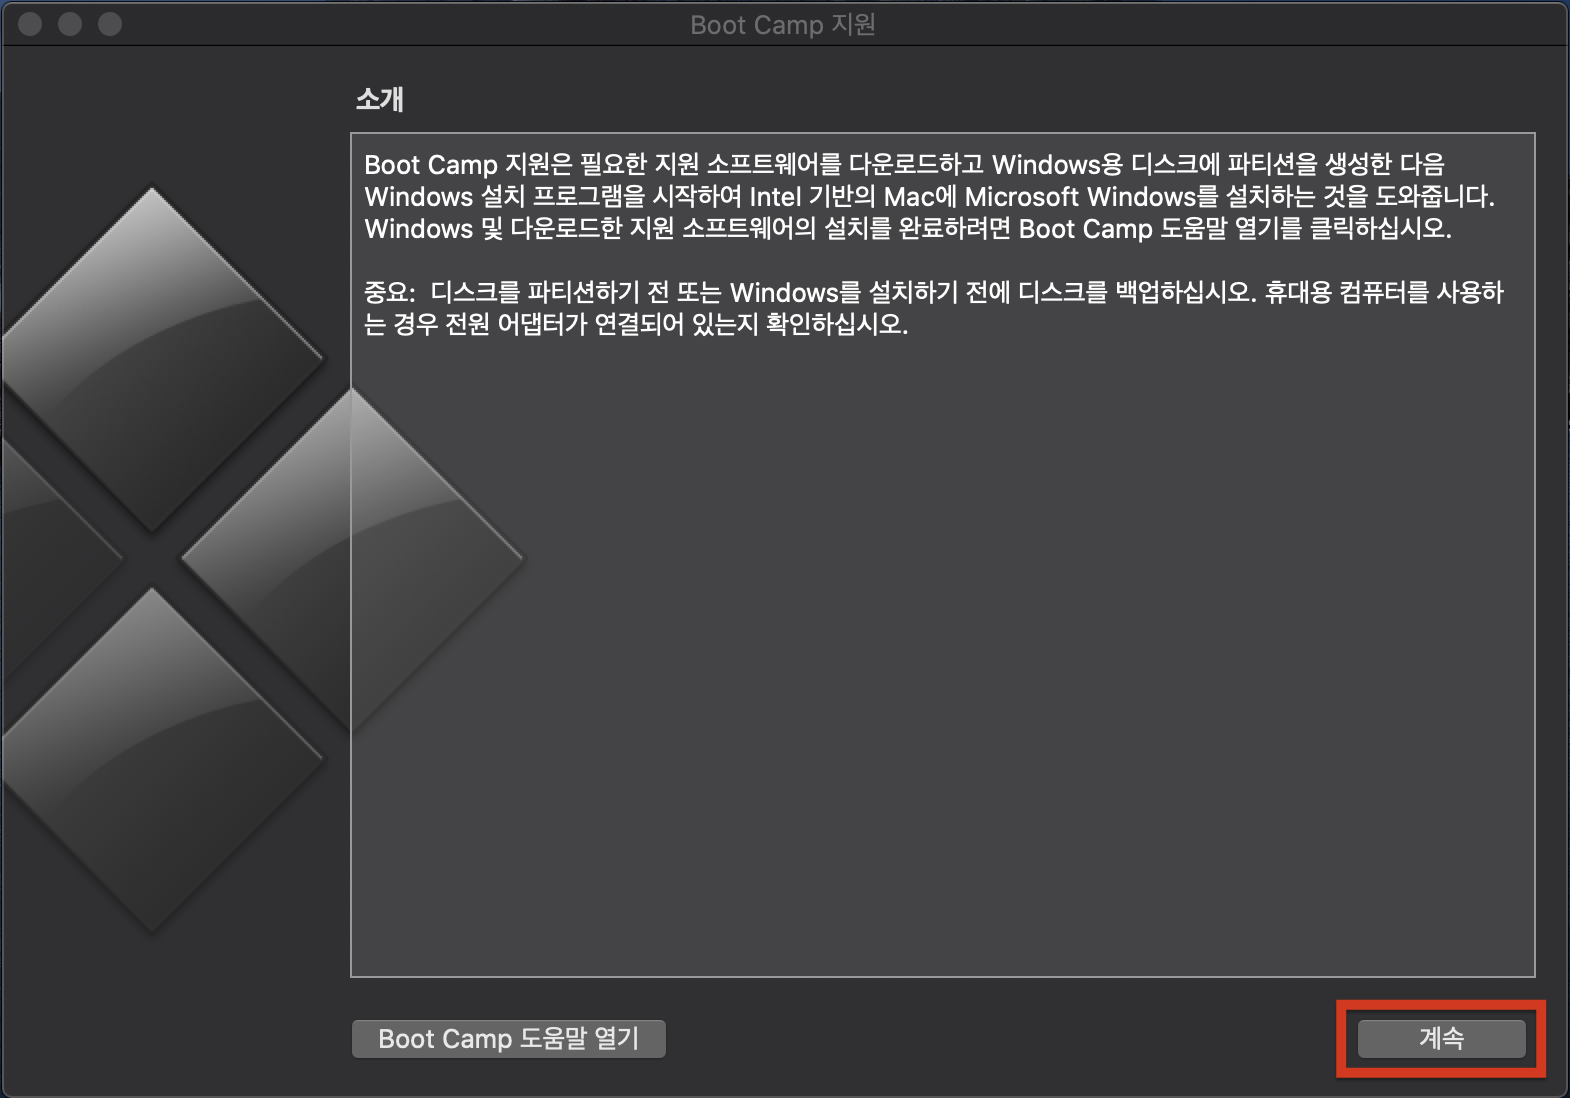 Boot Camp 지원
소개
Boot Camp 지원은 필요한 지원 소프트웨어를 다운로드하고 Windows용 디스크에 파티션을 생성한 다음
Windows 설치 프로그램을 시작하여 Intel 기반의 Mac에 Microsoft Windows를 설치하는 것을 도와줍니다.
Windows 및 다운로드한 지원 소프트웨어의 설치를 완료하려면 Boot Camp 도움말 열기를 클릭하십시오.
중요:  디스크를 파티션하기 전 또는 Windows를 설치하기 전에 디스크를 백업하십시오. 휴대용 컴퓨터를 사용하
는 경우 전원 어댑터가 연결되어 있는지 확인하십시오.
Boot Camp 도움말 열기
계속